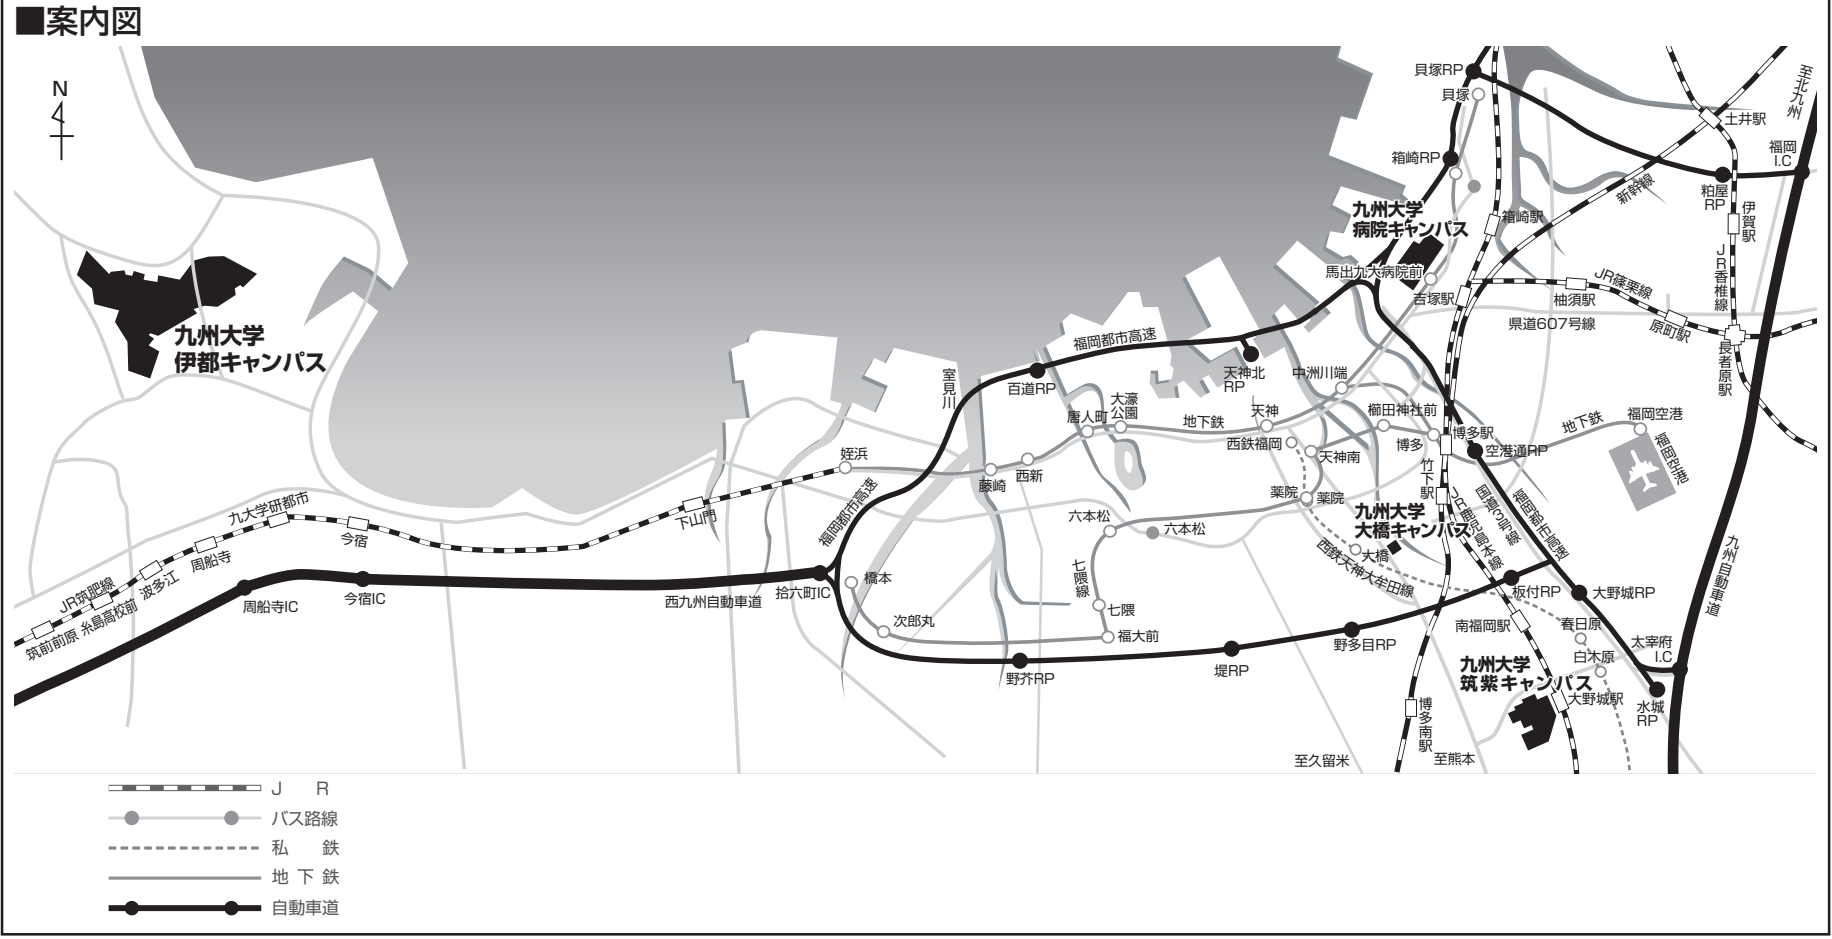 ■案内図
N
貝塚RP
貝塚
箱崎RP
九州大学
病院キャンパス
馬出九大病院前
箱崎駅
吉塚駅
新幹線
土井駅
至北九州
福岡
I.C
粕屋
RP
伊賀駅
JR香椎線
JR篠栗線
柚須駅
原町駅
県道607号線
長者原駅
九州大学
伊都キャンパス
福岡都市高速
室見川
百道RP
天神北
RP
中洲川端
大濠
公園
唐人町
地下鉄
天神
櫛田神社前
西鉄福岡
天神南
博多
博多駅
空港通RP
地下鉄
福岡空港
福岡空港
姪浜
藤崎
西新
竹下駅
薬院
薬院
九州大学
大橋キャンパス
JR鹿児島本線
国道3号線
福岡都市高速
六本松
六本松
九大学研都市
今宿
下山門
福岡都市高速
周船寺
波多江
JR筑肥線
糸島高校前
筑前前原
西鉄天神大牟田線
大橋
九州自動車道
七隈線
橋本
次郎丸
七隈
福大前
周船寺IC
今宿IC
西九州自動車道
拾六町IC
板付RP
大野城RP
南福岡駅
春日原
白木原
太宰府
I.C
野芥RP
堤RP
野多目RP
九州大学
筑紫キャンパス
大野城駅
水城
RP
博多南駅
至久留米
至熊本
J R
バス路線
私 鉄
地 下 鉄
自動車道